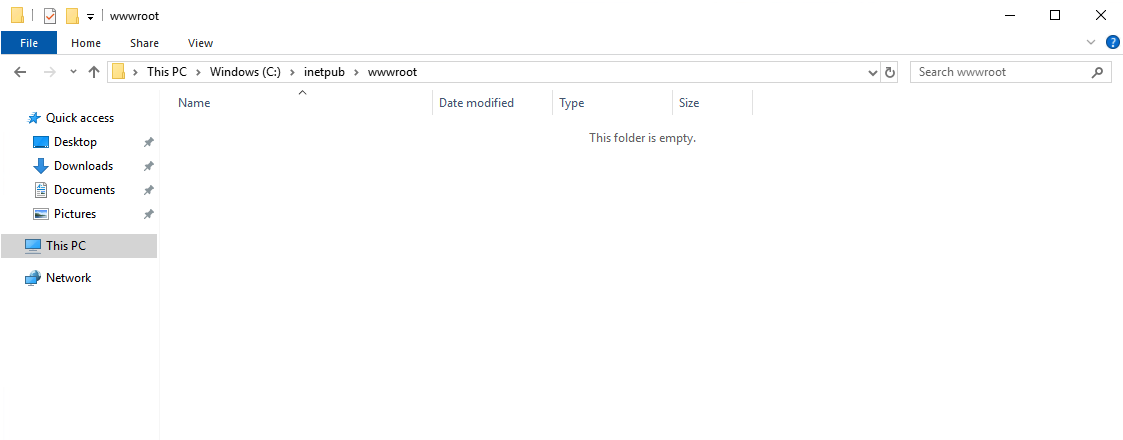 wwwroot
File Home Share View
This PC Windows (C:) inetpub wwwroot Search wwwroot
Name Date modified Type Size
This folder is empty.
Quick access
Desktop
Downloads
Documents
Pictures
This PC
Network